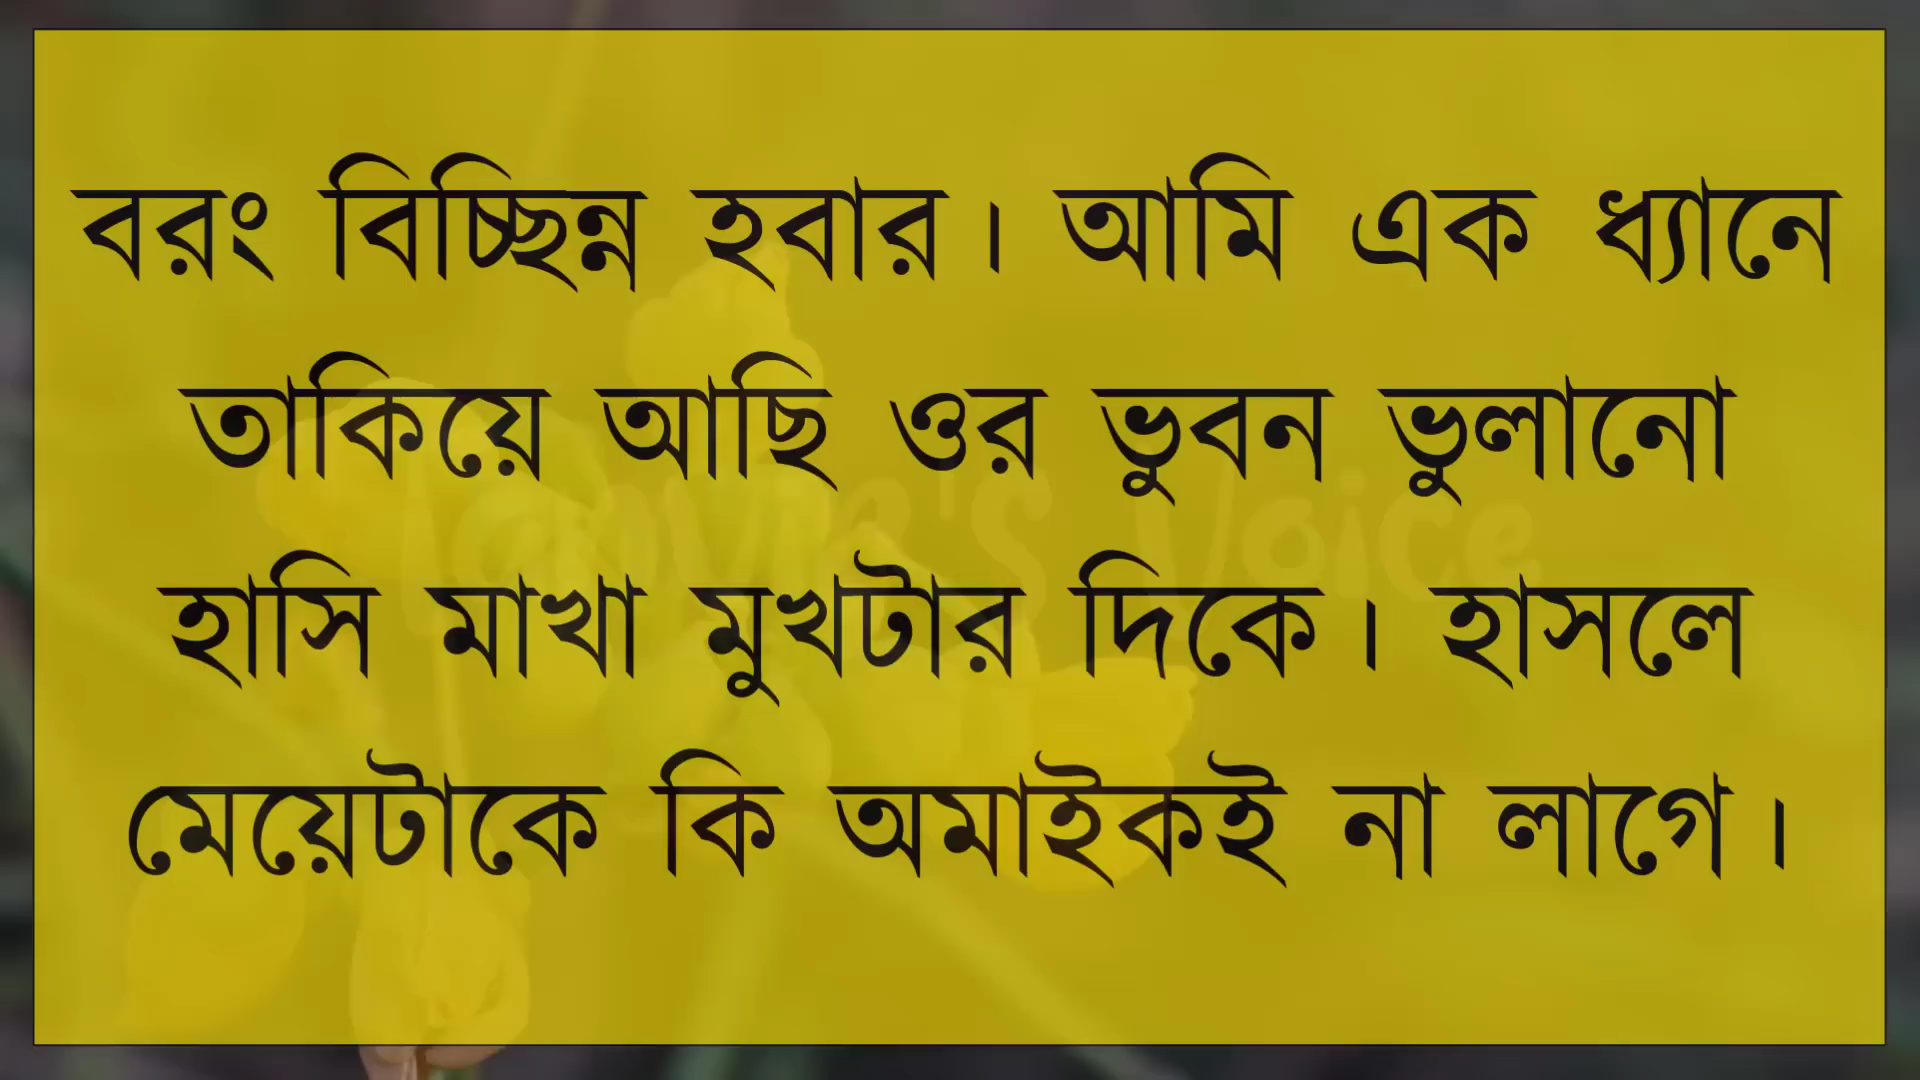 বরং বিচ্ছিন্ন হবার। আমি এক ধ্যানে
তাকিয়ে আছি ওর ভুবন ভুলানো
হাসি মাখা মুখটার দিকে। হাসলে
মেয়েটাকে কি অমাইকই না লাগে।